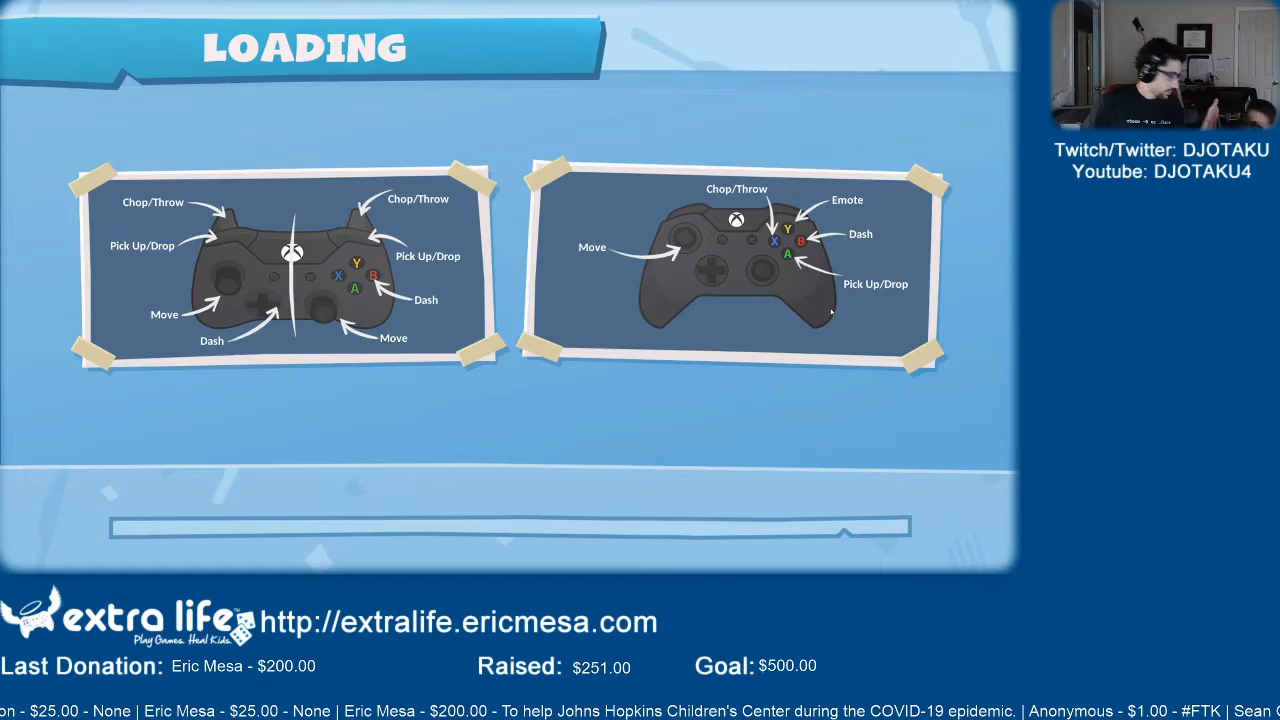 LOADING
Chop/Throw
Chop/Throw
Pick Up/Drop
Pick Up/Drop
Y
X
B
A
Dash
Move
Dash
Move
Chop/Throw
Emote
Move
Y
X
B
A
Dash
Pick Up/Drop
Twitch/Twitter: DJOTAKU
Youtube: DJOTAKU4
extra life
Play Games. Heal Kids.
http://extralife.ericmesa.com
Last Donation: Eric Mesa - $200.00
Raised: $251.00
Goal: $500.00
on - $25.00 - None | Eric Mesa - $25.00 - None | Eric Mesa - $200.00 - To help Johns Hopkins Children's Center during the COVID-19 epidemic. | Anonymous - $1.00 - #FTK | Sean